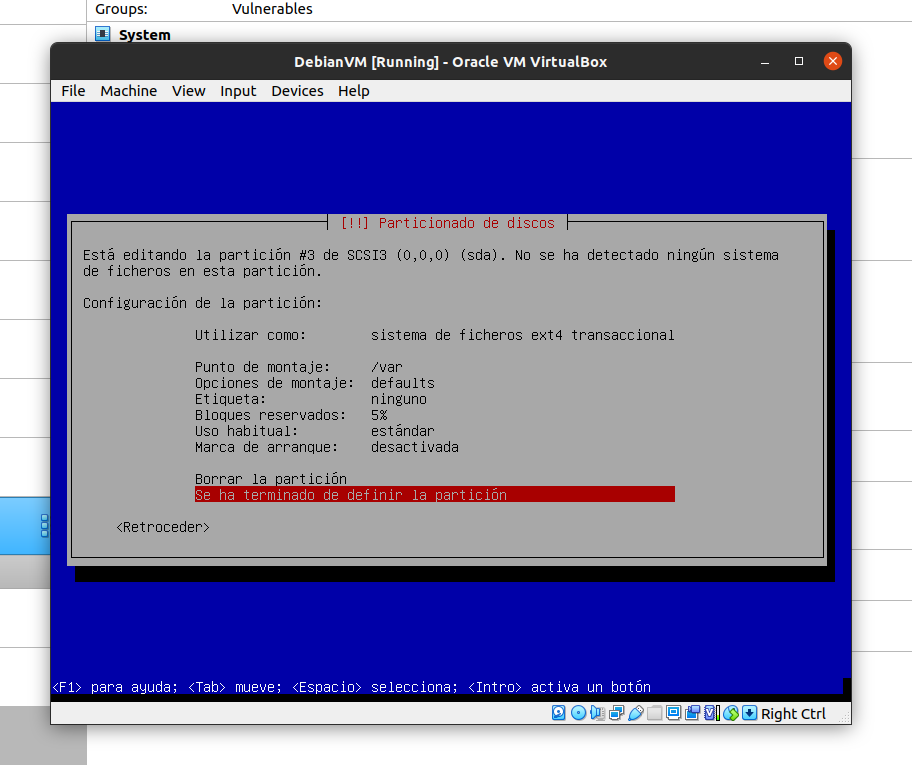 Groups: Vulnerables
System
DebianVM [Running] - Oracle VM VirtualBox
File Machine View Input Devices Help
[!!] Particionado de discos
Está editando la partición #3 de SCSI3 (0,0,0) (sda). No se ha detectado ningún sistema
de ficheros en esta partición.
Configuración de la partición:
Utilizar como: sistema de ficheros ext4 transaccional
Punto de montaje: /var
Opciones de montaje: defaults
Etiqueta: ninguno
Bloques reservados: 5%
Uso habitual: estándar
Marca de arranque: desactivada
Borrar la partición
Se ha terminado de definir la partición
<Retroceder>
<F1> para ayuda; <Tab> mueve; <Espacio> selecciona; <Intro> activa un botón
Right Ctrl